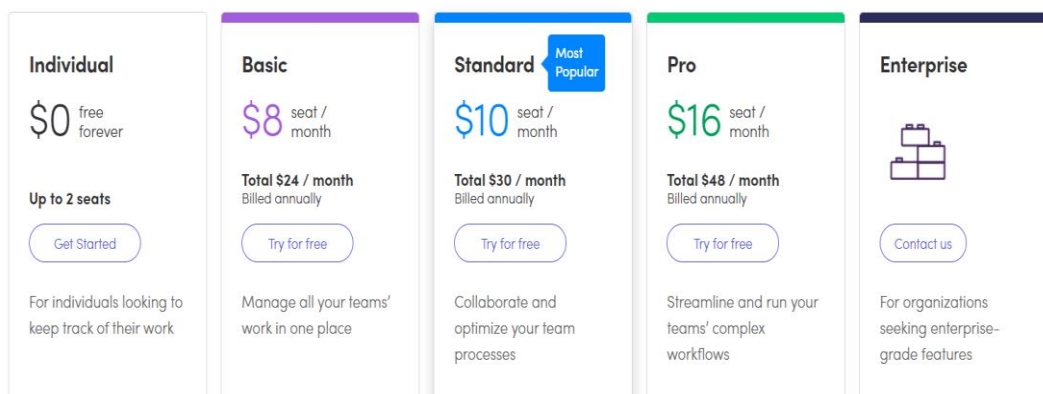 Individual
$0 free
forever
Up to 2 seats
Get Started
For individuals looking to
keep track of their work
Basic
$8 seat /
month
Total $24 / month
Billed annually
Try for free
Manage all your teams'
work in one place
Standard
Most
Popular
$10 seat /
month
Total $30 / month
Billed annually
Try for free
Collaborate and
optimize your team
processes
Pro
$16 seat /
month
Total $48 / month
Billed annually
Try for free
Streamline and run your
teams' complex
workflows
Enterprise
Contact us
For organizations
seeking enterprise-
grade features